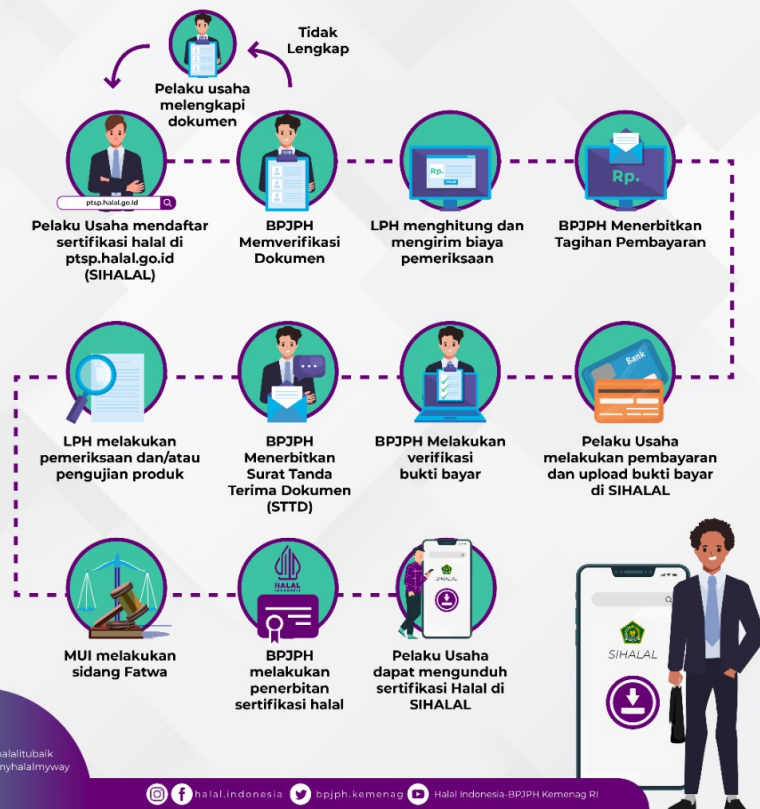 Tidak
Lengkap
Pelaku usaha
melengkapi
dokumen
ptsp.halal.go.id
Pelaku Usaha mendaftar
sertifikasi halal di
ptsp.halal.go.id
(SIHALAL)
BPJPH
Memverifikasi
Dokumen
Rp.
LPH menghitung dan
mengirim biaya
pemeriksaan
Rp.
BPJPH Menerbitkan
Tagihan Pembayaran
Bank
Pelaku Usaha
melakukan pembayaran
dan upload bukti bayar
di SIHALAL
BPJPH Melakukan
verifikasi
bukti bayar
BPJPH
Menerbitkan
Surat Tanda
Terima Dokumen
(STTD)
LPH melakukan
pemeriksaan dan/atau
pengujian produk
MUI melakukan
sidang Fatwa
HALAL
INDONESIA
BPJPH
melakukan
penerbitan
sertifikasi halal
SIHALAL
Pelaku Usaha
dapat mengunduh
sertifikasi Halal di
SIHALAL
SIHALAL
alalitubaik
myhalalmyway
halal.indonesia
bpjph.kemenag
Halal Indonesia-BPJPH Kemenag RI